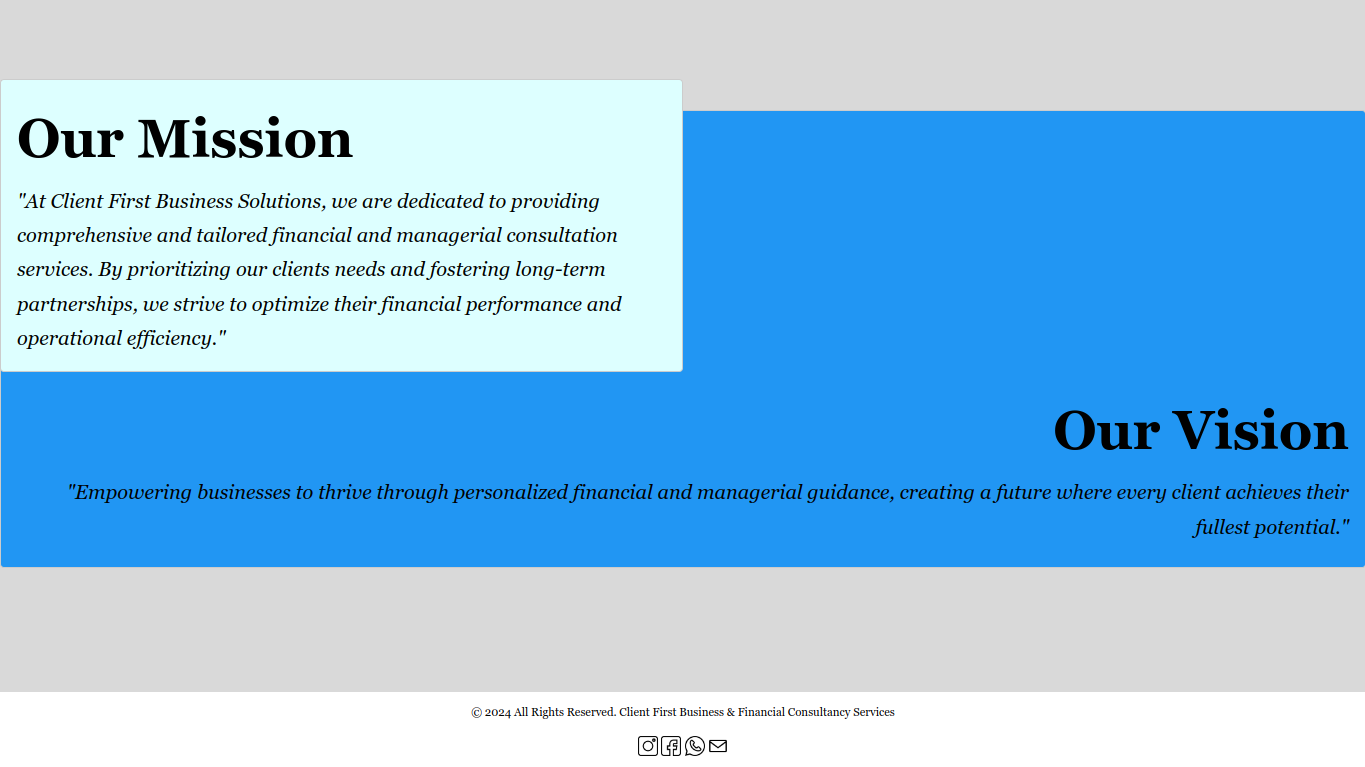 Our Mission
"At Client First Business Solutions, we are dedicated to providing
comprehensive and tailored financial and managerial consultation
services. By prioritizing our clients needs and fostering long-term
partnerships, we strive to optimize their financial performance and
operational efficiency."
Our Vision
"Empowering businesses to thrive through personalized financial and managerial guidance, creating a future where every client achieves their
fullest potential."
© 2024 All Rights Reserved. Client First Business & Financial Consultancy Services